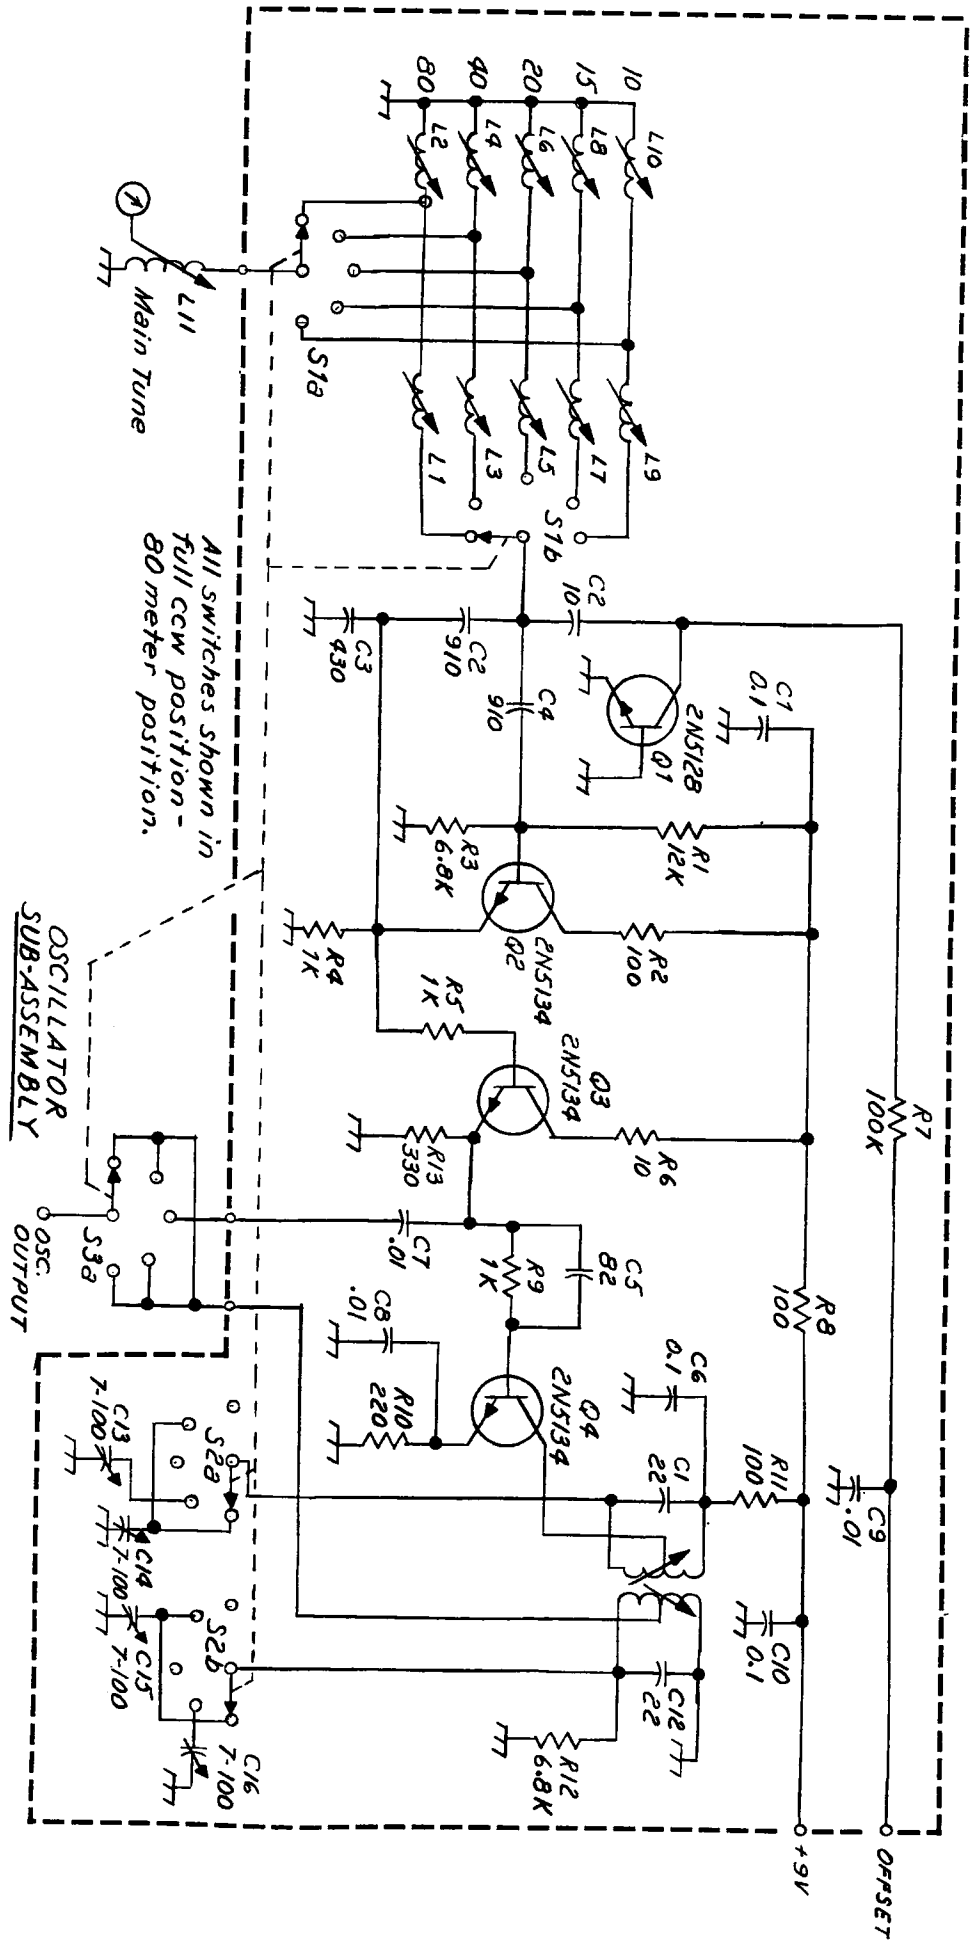 10
15
20
40
80
L10
L8
L6
L4
L2
L9
L7
L5
L3
L1
S1a
S1b
L11
Main Tune
C2
10
C2
910
C3
430
C4
910
C1
0.1
2N5128
Q1
R1
12K
R3
6.8K
R2
100
2N5134
Q2
R4
1K
R5
1K
Q3
2N5134
R6
10
R13
330
R7
100K
R8
100
C5
82
R9
1K
C7
.01
C8
.01
R10
220
Q4
2N5134
C6
0.1
C1
22
R11
100
C9
.01
C10
0.1
C12
22
R12
6.8K
OFFSET
+9V
S2a
C13
7-100
C14
7-100
S2b
C15
7-100
C16
7-100
S3a
OSC.
OUTPUT
All switches shown in
full ccw position-
80 meter position.
OSCILLATOR
SUB-ASSEMBLY